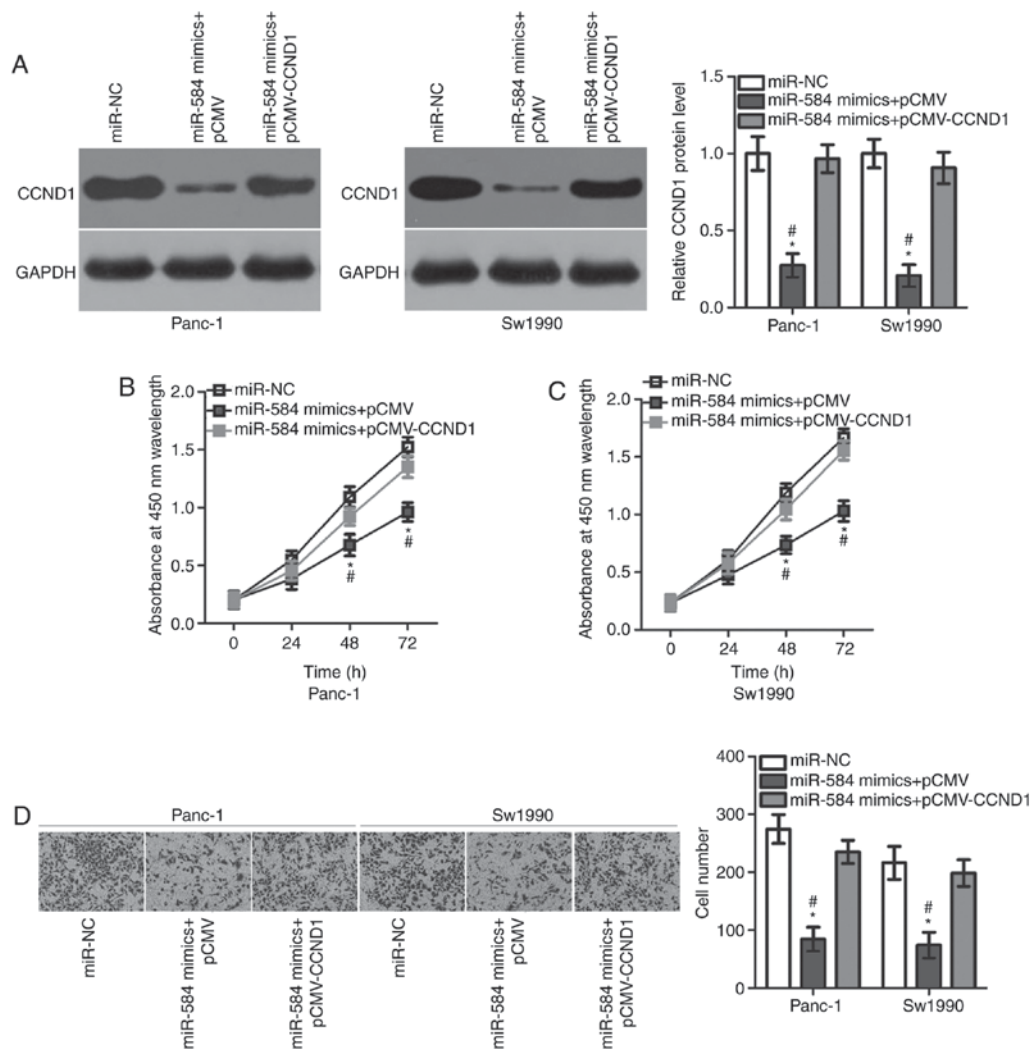 A
miR-NC
miR-584 mimics+
pCMV
miR-584 mimics+
pCMV-CCND1
CCND1
GAPDH
Panc-1
miR-NC
miR-584 mimics+
pCMV
miR-584 mimics+
pCMV-CCND1
CCND1
GAPDH
Sw1990
Relative CCND1 protein level
1.5
1.0
0.5
0.0
miR-NC
miR-584 mimics+pCMV
miR-584 mimics+pCMV-CCND1
#
*
#
*
Panc-1
Sw1990
B
Absorbance at 450 nm wavelength
2.0
1.5
1.0
0.5
0.0
miR-NC
miR-584 mimics+pCMV
miR-584 mimics+pCMV-CCND1
*
#
*
#
0 24 48 72
Time (h)
Panc-1
C
Absorbance at 450 nm wavelength
2.0
1.5
1.0
0.5
0.0
miR-NC
miR-584 mimics+pCMV
miR-584 mimics+pCMV-CCND1
*
#
*
#
0 24 48 72
Time (h)
Sw1990
D
Panc-1
Sw1990
miR-NC
miR-584 mimics+
pCMV
miR-584 mimics+
pCMV-CCND1
miR-NC
miR-584 mimics+
pCMV
miR-584 mimics+
pCMV-CCND1
Cell number
400
300
200
100
0
miR-NC
miR-584 mimics+pCMV
miR-584 mimics+pCMV-CCND1
#
*
#
*
Panc-1
Sw1990